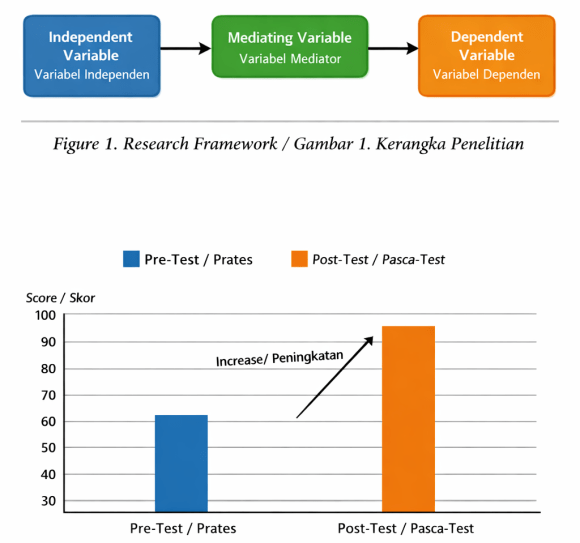 Independent
Variable
Variabel Independen
Mediating Variable
Variabel Mediator
Dependent
Variable
Variabel Dependen
Figure 1. Research Framework / Gambar 1. Kerangka Penelitian
Pre-Test / Prates
Post-Test / Pasca-Test
Score / Skor
100
90
80
70
60
50
40
30
Increase/ Peningkatan
Pre-Test / Prates
Post-Test / Pasca-Test